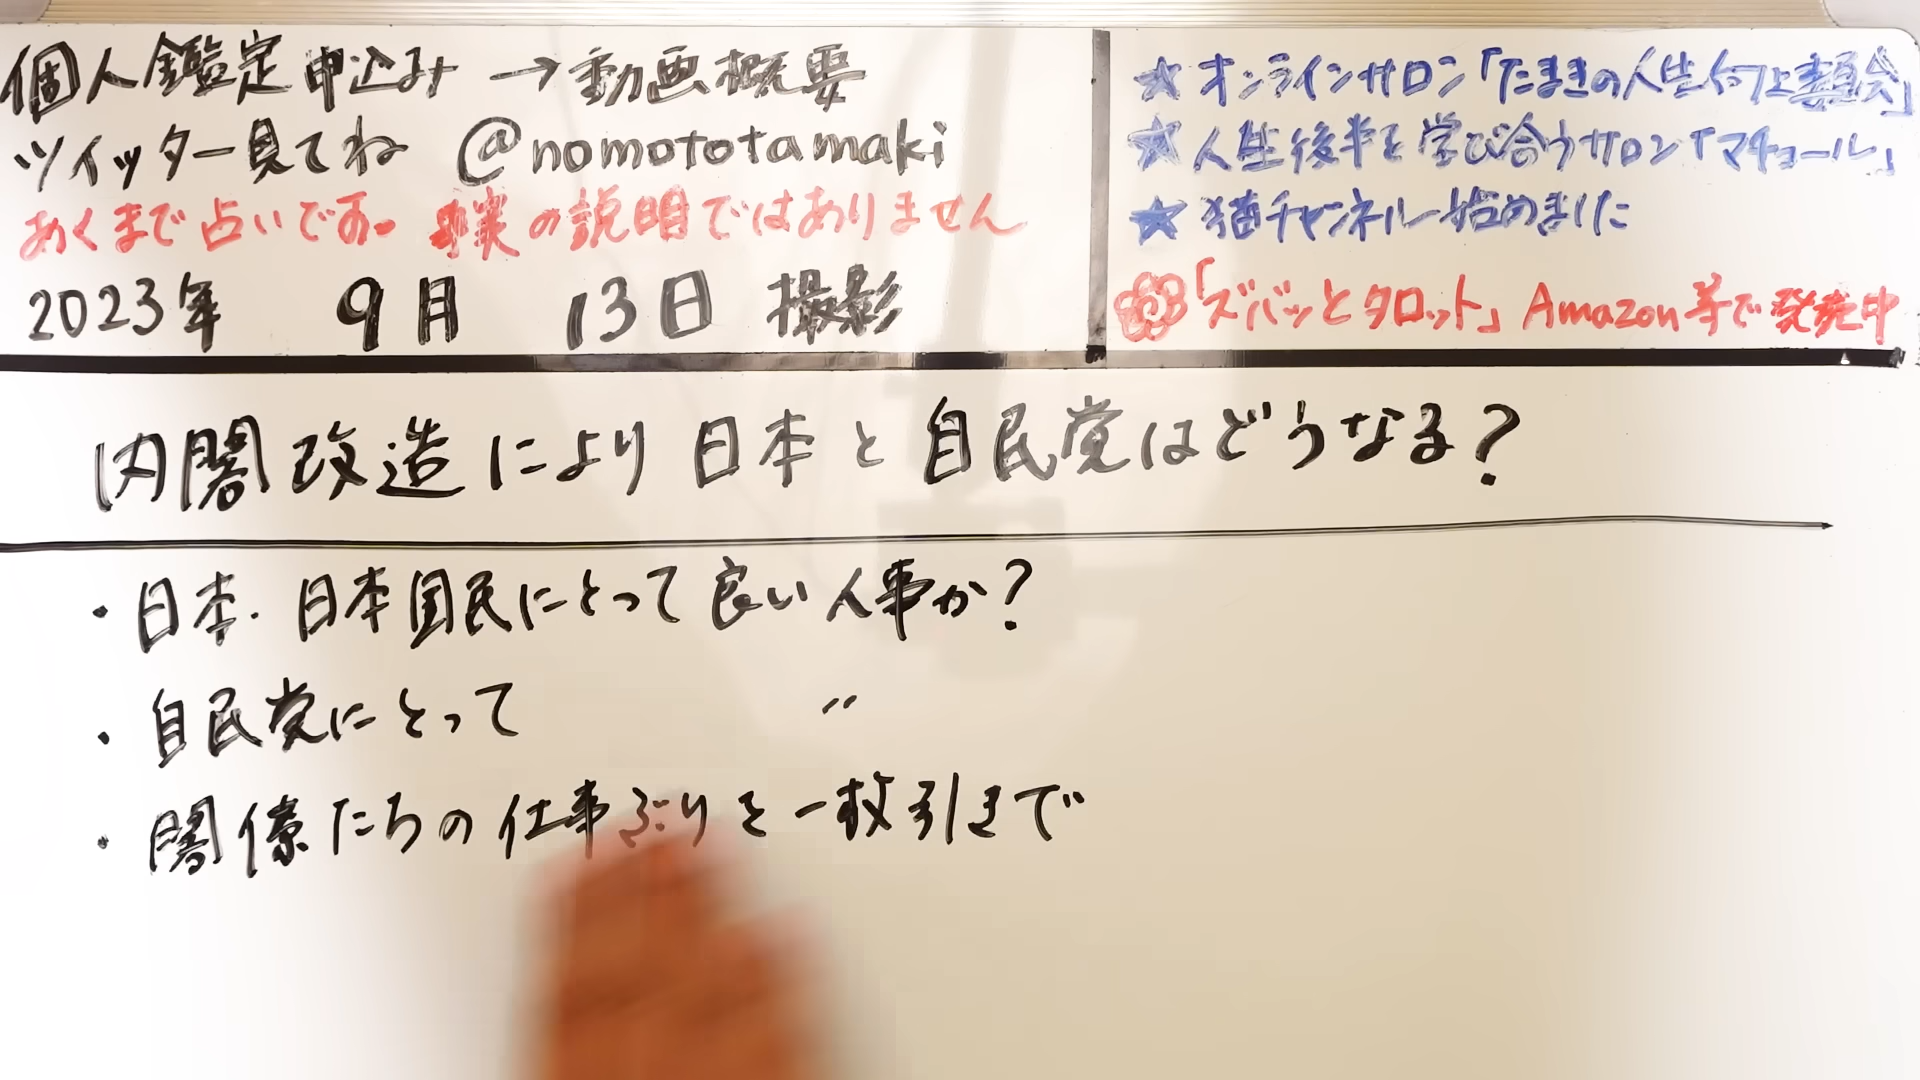 個人鑑定申込み→動画概要
ツイッター見てね @nomototamaki
あくまで占いです。事実の説明ではありません
2023年 9月 13日 撮影
★オンラインサロン「たまきの人生向上委員会」
★人生後半を学び合うサロン「マチュール」
★猫チャンネル始めました
「ズバッとタロット」Amazon等で発売中
内閣改造により日本と自民党はどうなる？
・日本・日本国民にとって良い人事か？
・自民党にとって 〃
・閣僚たちの仕事ぶりを一枚引きで